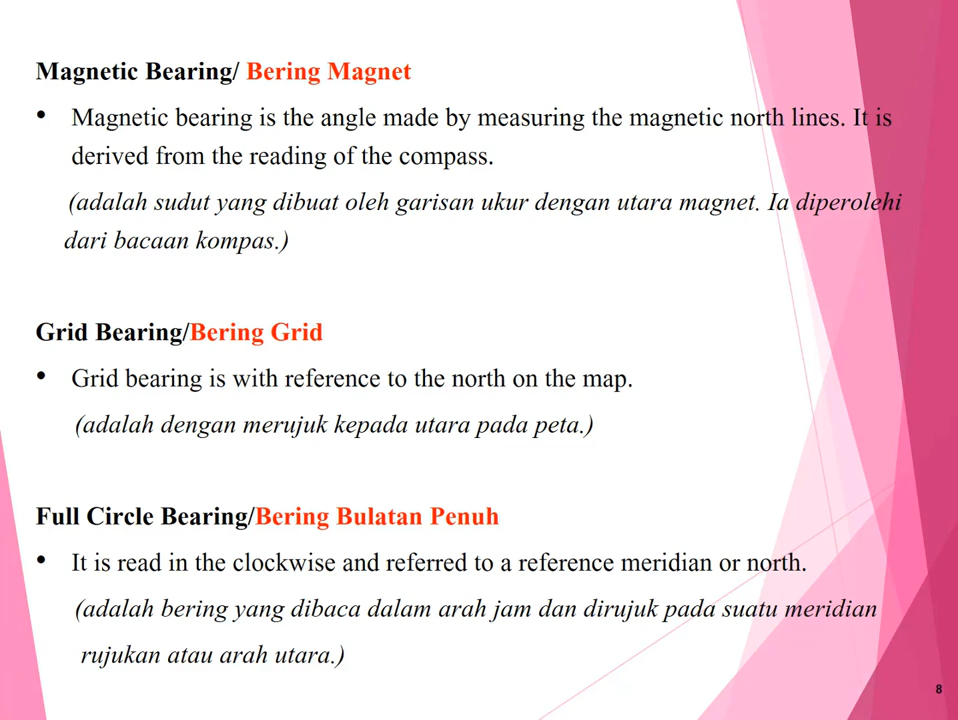 Magnetic Bearing/ Bering Magnet
• Magnetic bearing is the angle made by measuring the magnetic north lines. It is
derived from the reading of the compass.
(adalah sudut yang dibuat oleh garisan ukur dengan utara magnet. Ia diperolehi
dari bacaan kompas.)
Grid Bearing/Bering Grid
• Grid bearing is with reference to the north on the map.
(adalah dengan merujuk kepada utara pada peta.)
Full Circle Bearing/Bering Bulatan Penuh
• It is read in the clockwise and referred to a reference meridian or north.
(adalah bering yang dibaca dalam arah jam dan dirujuk pada suatu meridian
rujukan atau arah utara.)
8